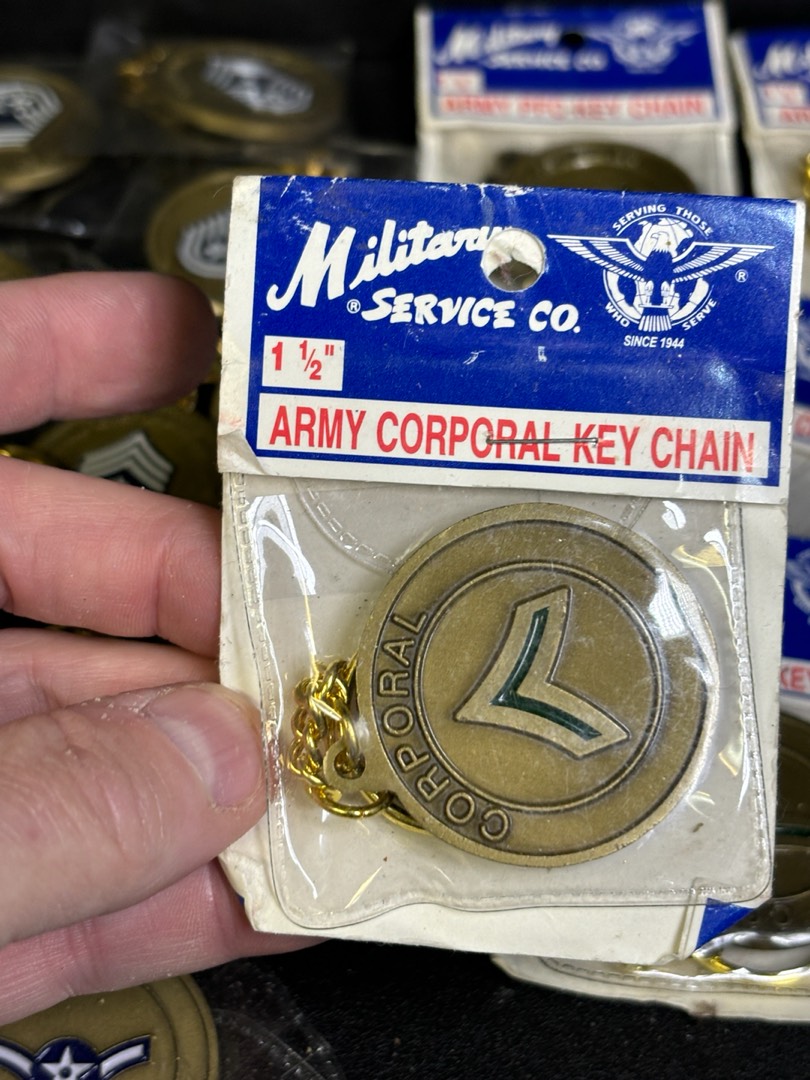 Military
SERVICE CO.
®
SERVING THOSE
WHO SERVE
®
SINCE 1944
1 ½"
ARMY CORPORAL KEY CHAIN
CORPORAL
Military
SERVICE CO
ARMY PFC KEY CHAIN